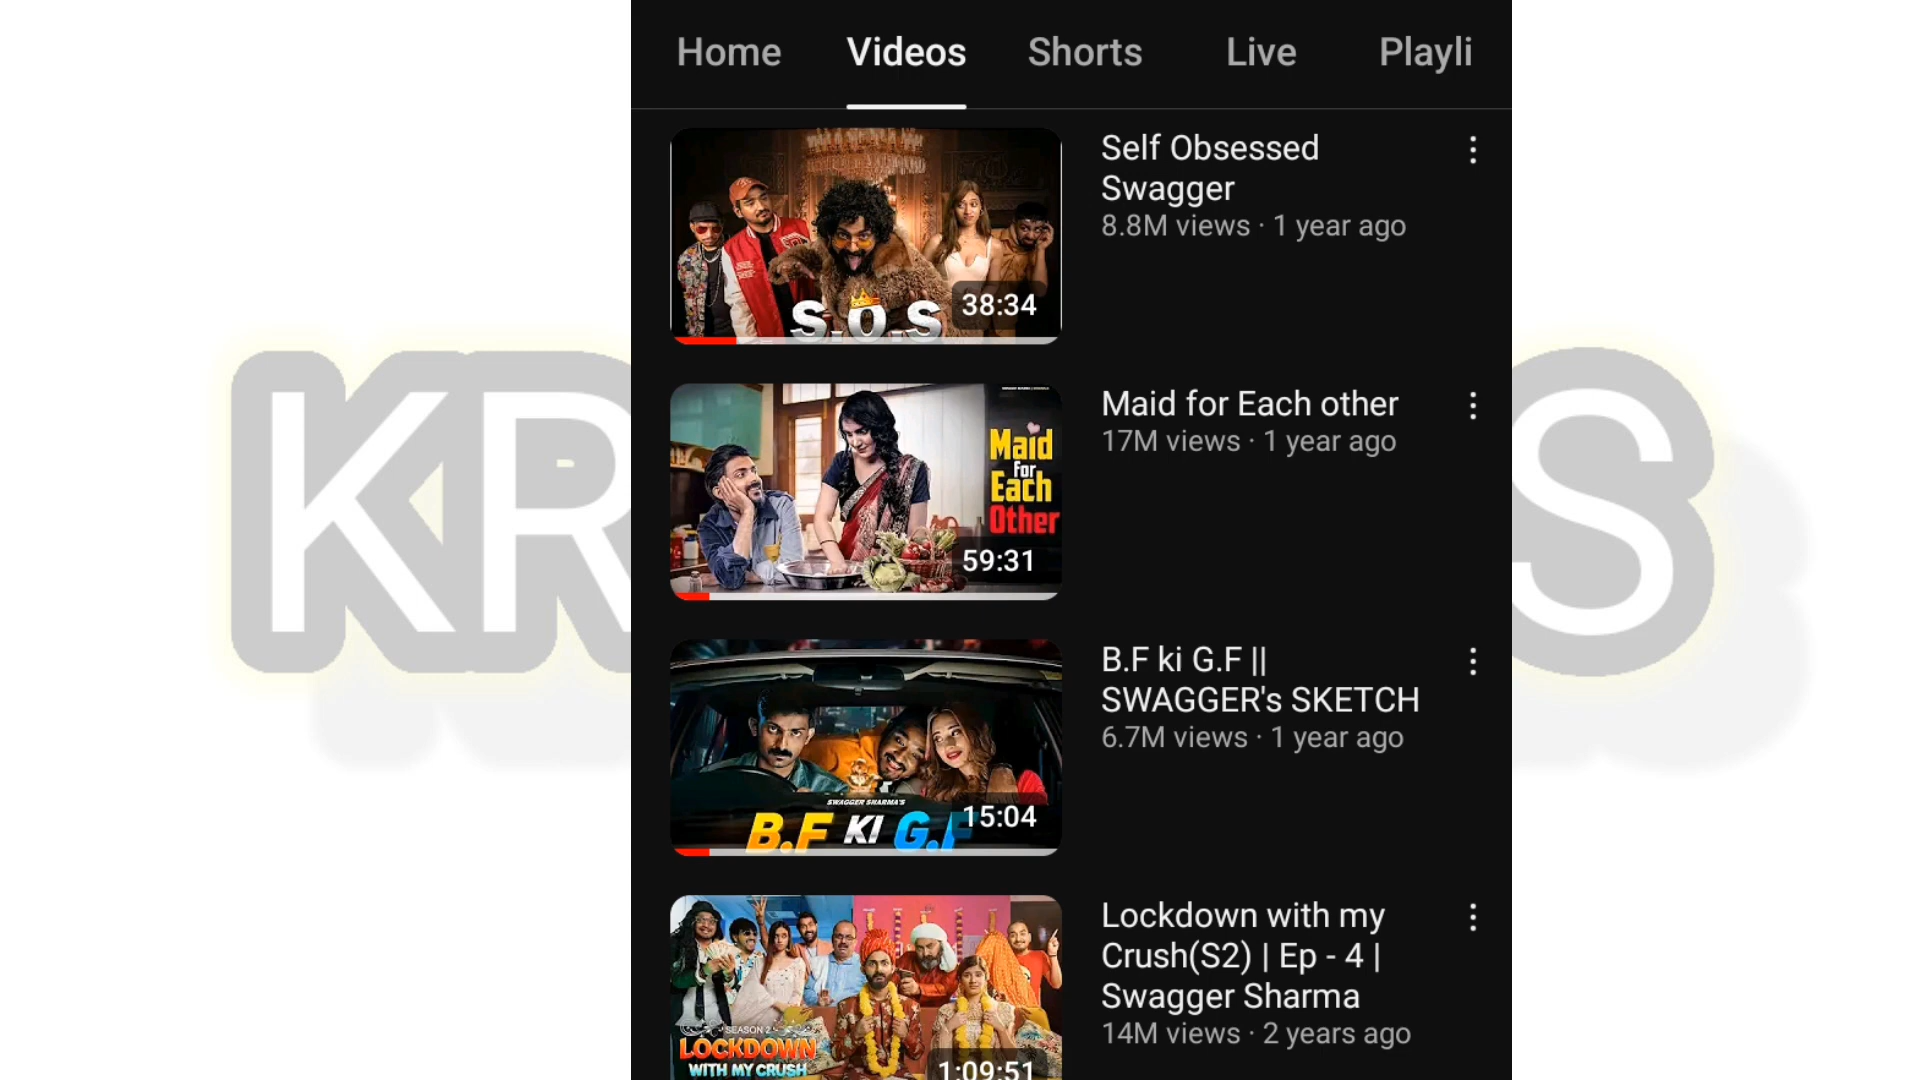 Home Videos Shorts Live Playli
Self Obsessed
Swagger
8.8M views · 1 year ago
S.O.S
38:34
Maid for Each other
17M views · 1 year ago
Maid
For
Each
Other
59:31
B.F ki G.F ||
SWAGGER's SKETCH
6.7M views · 1 year ago
SWAGGER SHARMA'S
B.F KI G.F
15:04
Lockdown with my
Crush(S2) | Ep - 4 |
Swagger Sharma
14M views · 2 years ago
SEASON 2
LOCKDOWN
WITH MY CRUSH
1:09:51
KR
S